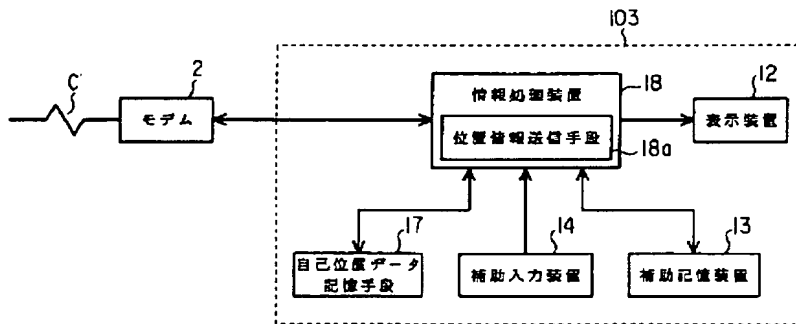 103
C
2
モデム
情報処理装置
18
位置情報送信手段
18a
12
表示装置
17
自己位置データ
記憶手段
14
補助入力装置
13
補助記憶装置